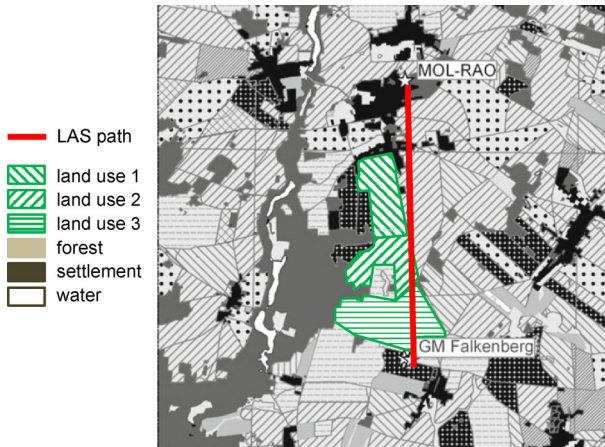 MOL-RAO
LAS path
land use 1
land use 2
land use 3
forest
settlement
water
GM Falkenberg